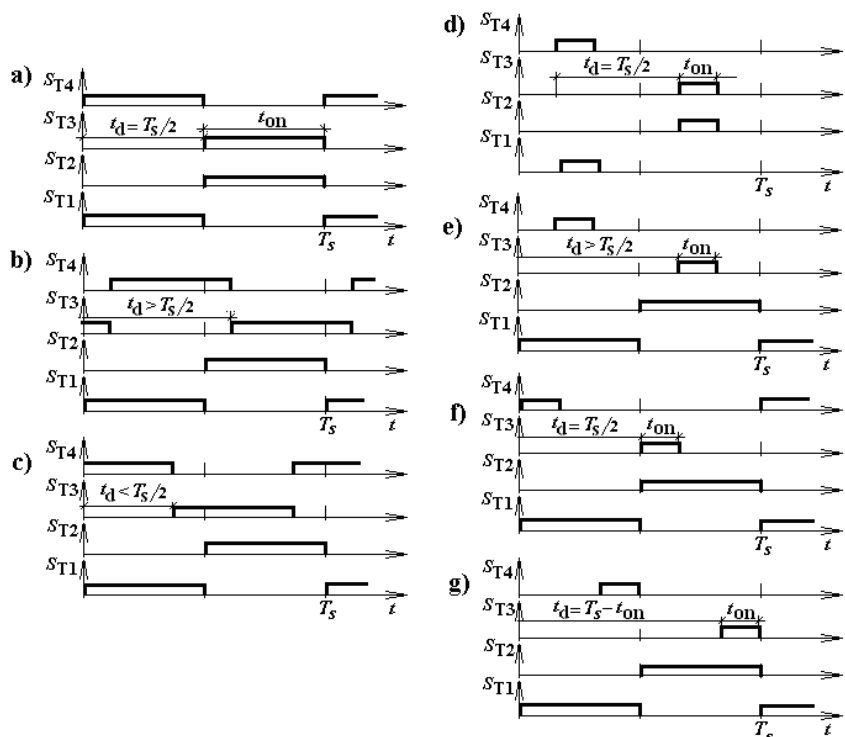 a)
S_T4
S_T3
t_d = T_s/2
t_on
S_T2
S_T1
T_s
t
b)
S_T4
S_T3
t_d > T_s/2
S_T2
S_T1
T_s
t
c)
S_T4
S_T3
t_d < T_s/2
S_T2
S_T1
T_s
t
d)
S_T4
S_T3
t_d = T_s/2
t_on
S_T2
S_T1
T_s
t
e)
S_T4
S_T3
t_d > T_s/2
t_on
S_T2
S_T1
T_s
t
f)
S_T4
S_T3
t_d = T_s/2
t_on
S_T2
S_T1
T_s
t
g)
S_T4
S_T3
t_d = T_s − t_on
t_on
S_T2
S_T1
T_s
t